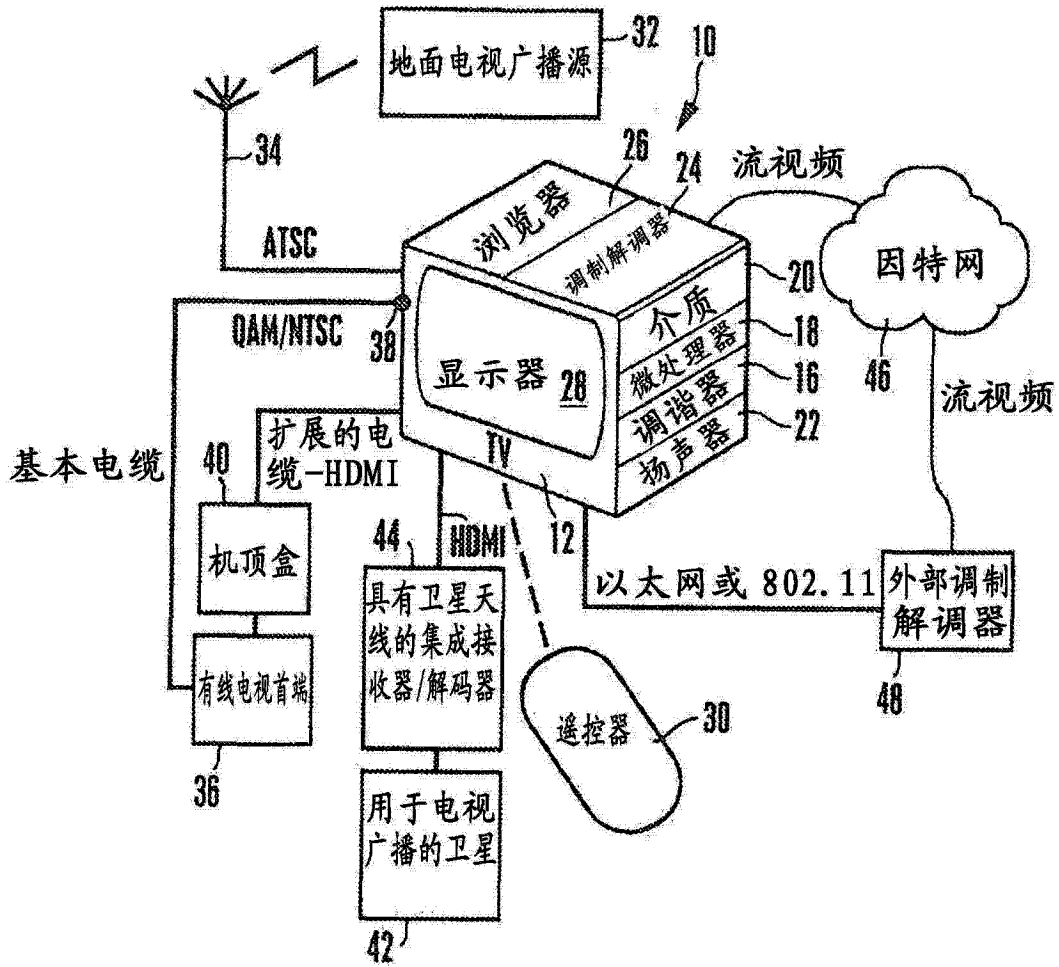 地面电视广播源
32
10
34
26
24
流视频
浏览器
调制解调器
因特网
ATSC
20
介质
QAM/NTSC
38
显示器
28
18
微处理器
46
16
调谐器
流视频
22
扬声器
TV
基本电缆
40
扩展的电
缆-HDMI
12
机顶盒
44
HDMI
具有卫星天
线的集成接
收器/解码器
以太网或 802.11
外部调制
解调器
48
有线电视首端
36
遥控器
30
用于电视
广播的卫星
42